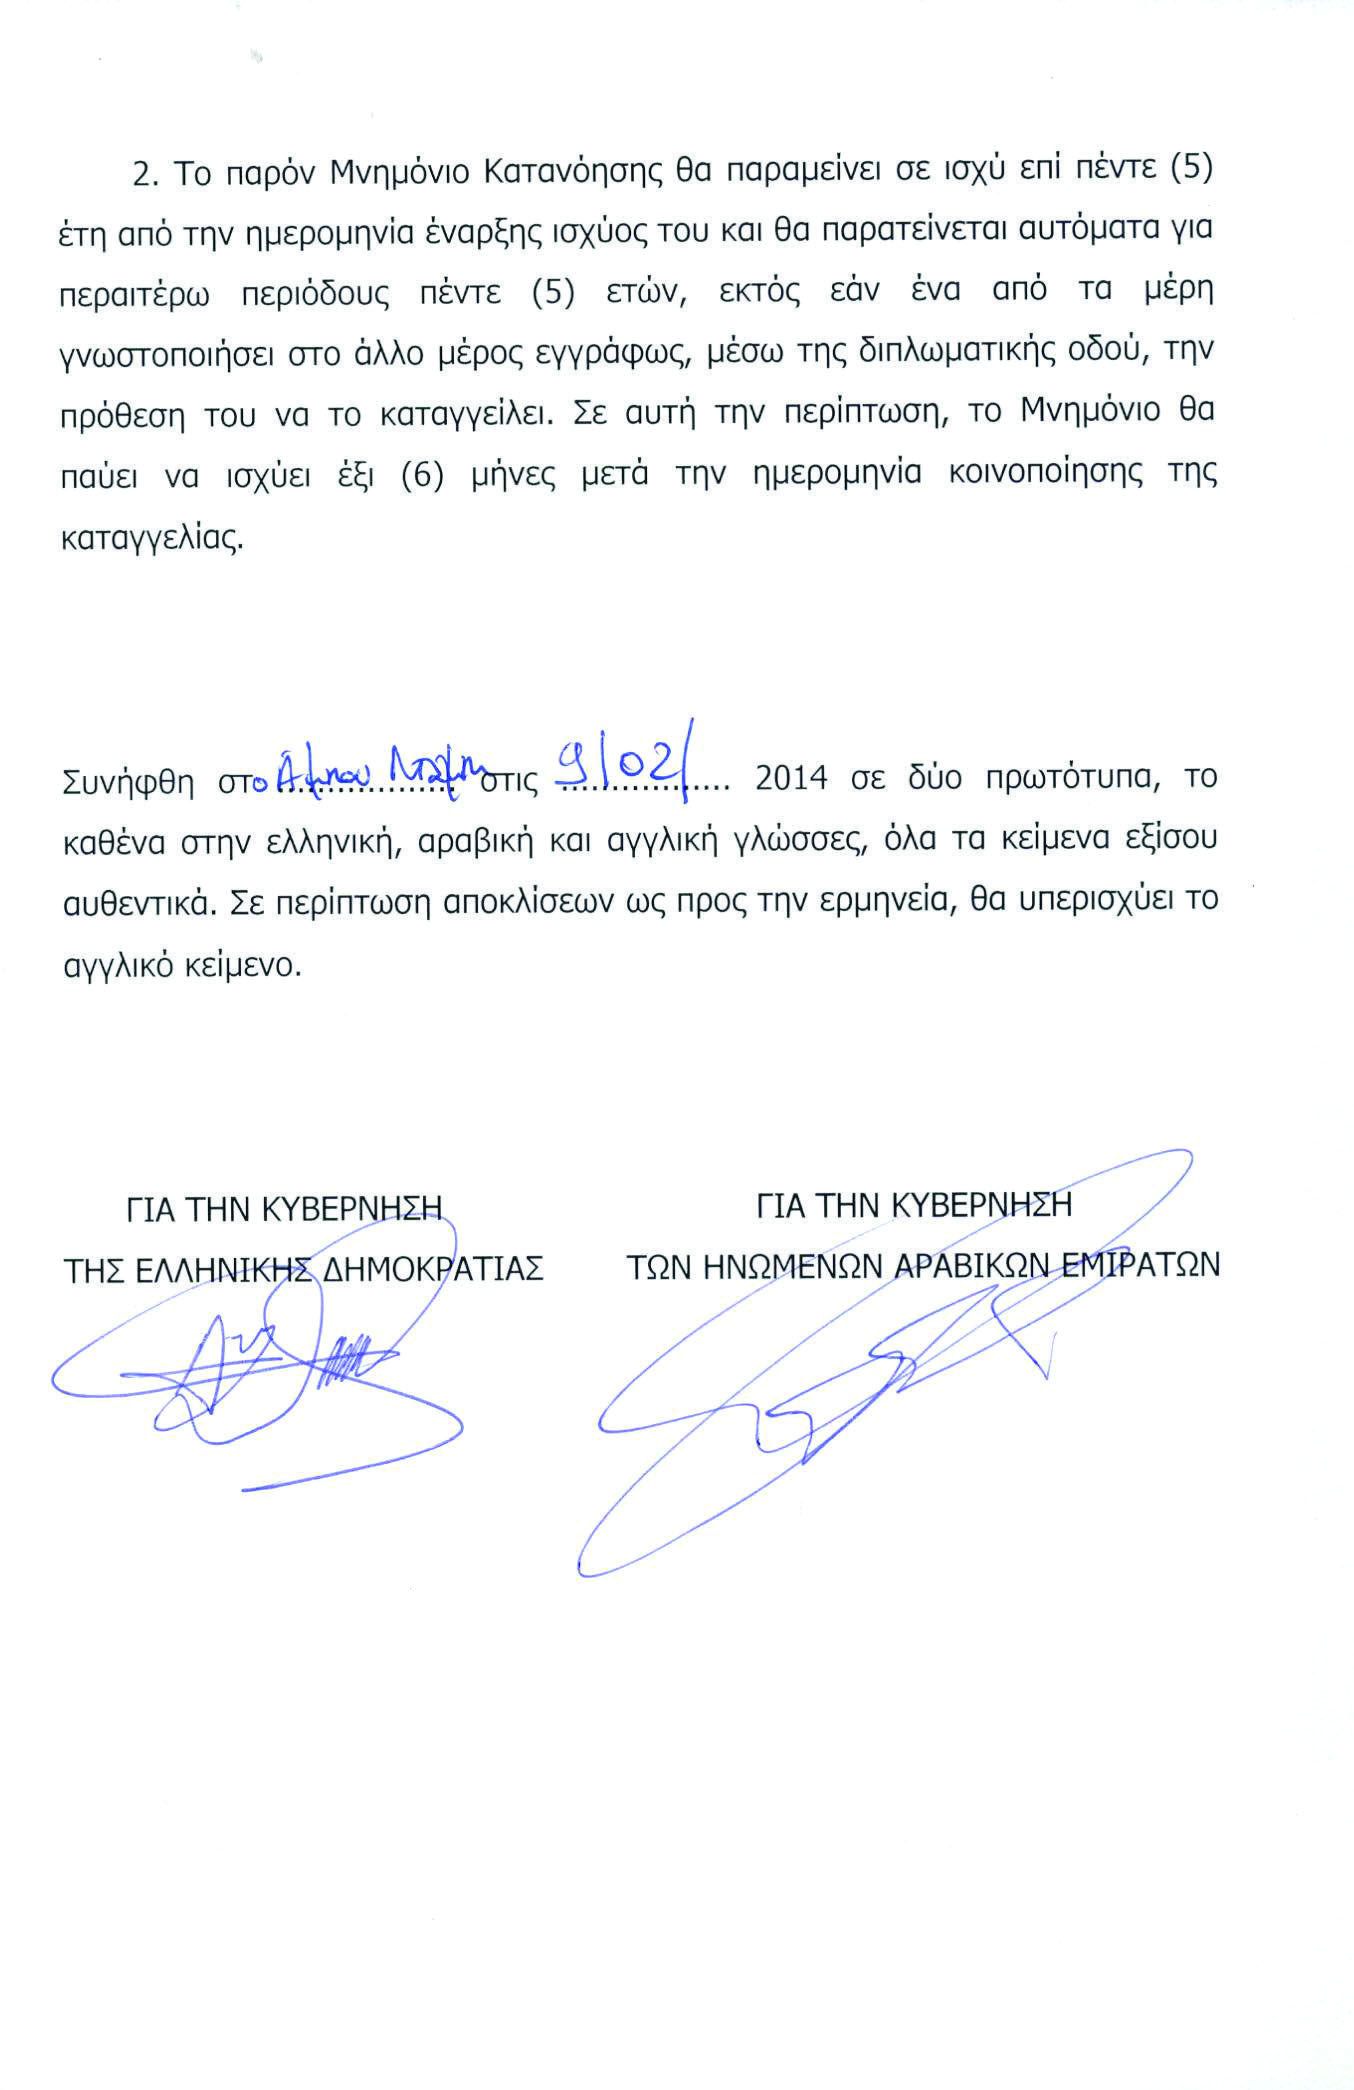 2. Το παρόν Μνημόνιο Κατανόησης θα παραμείνει σε ισχύ επί πέντε (5)
έτη από την ημερομηνία έναρξης ισχύος του και θα παρατείνεται αυτόματα για
περαιτέρω περιόδους πέντε (5) ετών, εκτός εάν ένα από τα μέρη
γνωστοποιήσει στο άλλο μέρος εγγράφως, μέσω της διπλωματικής οδού, την
πρόθεση του να το καταγγείλει. Σε αυτή την περίπτωση, το Μνημόνιο θα
παύει να ισχύει έξι (6) μήνες μετά την ημερομηνία κοινοποίησης της
καταγγελίας.
Συνήφθη στο Άμπου Ντάμπι στις 9/02/ 2014 σε δύο πρωτότυπα, το
καθένα στην ελληνική, αραβική και αγγλική γλώσσες, όλα τα κείμενα εξίσου
αυθεντικά. Σε περίπτωση αποκλίσεων ως προς την ερμηνεία, θα υπερισχύει το
αγγλικό κείμενο.
ΓΙΑ ΤΗΝ ΚΥΒΕΡΝΗΣΗ
ΤΗΣ ΕΛΛΗΝΙΚΗΣ ΔΗΜΟΚΡΑΤΙΑΣ
ΓΙΑ ΤΗΝ ΚΥΒΕΡΝΗΣΗ
ΤΩΝ ΗΝΩΜΕΝΩΝ ΑΡΑΒΙΚΩΝ ΕΜΙΡΑΤΩΝ